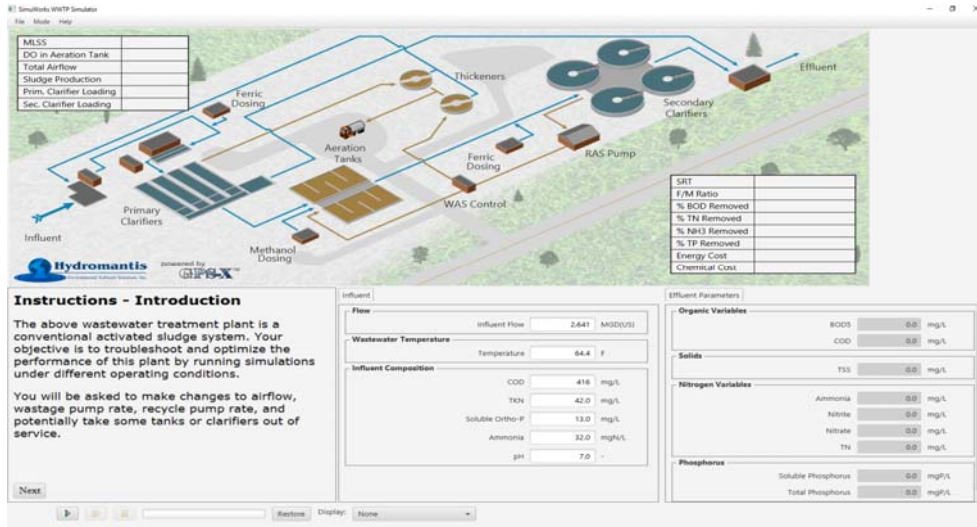 SimuWorks WWTP Simulator
File Mode Help
MLSS
DO in Aeration Tank
Total Airflow
Sludge Production
Prim. Clarifier Loading
Sec. Clarifier Loading
Ferric
Dosing
Thickeners
Effluent
Aeration
Tanks
Secondary
Clarifiers
Ferric
Dosing
RAS Pump
WAS Control
Primary
Clarifiers
Influent
Methanol
Dosing
SRT
F/M Ratio
% BOD Removed
% TN Removed
% NH3 Removed
% TP Removed
Energy Cost
Chemical Cost
Hydromantis
powered by
GPS-X
Instructions - Introduction
The above wastewater treatment plant is a
conventional activated sludge system. Your
objective is to troubleshoot and optimize the
performance of this plant by running simulations
under different operating conditions.
You will be asked to make changes to airflow,
wastage pump rate, recycle pump rate, and
potentially take some tanks or clarifiers out of
service.
Next
Influent
Flow
Influent Flow 2.641 MGD(US)
Wastewater Temperature
Temperature 64.4 F
Influent Composition
COD 416 mg/L
TKN 42.0 mg/L
Soluble Ortho-P 13.0 mg/L
Ammonia 32.0 mgN/L
pH 7.0 -
Effluent Parameters
Organic Variables
BOD5 0.0 mg/L
COD 0.0 mg/L
Solids
TSS 0.0 mg/L
Nitrogen Variables
Ammonia 0.0 mg/L
Nitrite 0.0 mg/L
Nitrate 0.0 mg/L
TN 0.0 mg/L
Phosphorus
Soluble Phosphorus 0.0 mgP/L
Total Phosphorus 0.0 mgP/L
Restore Display: None